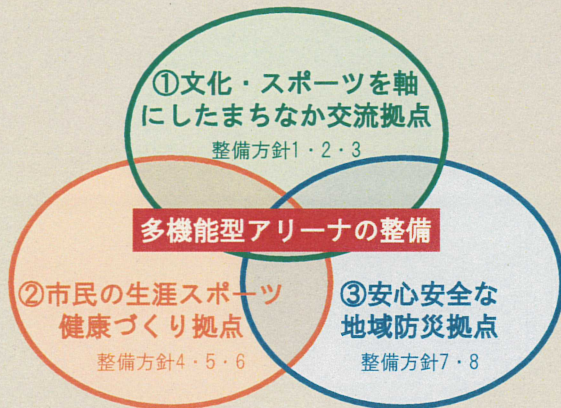 ①文化・スポーツを軸
にしたまちなか交流拠点
整備方針1・2・3
多機能型アリーナの整備
②市民の生涯スポーツ
健康づくり拠点
整備方針4・5・6
③安心安全な
地域防災拠点
整備方針7・8